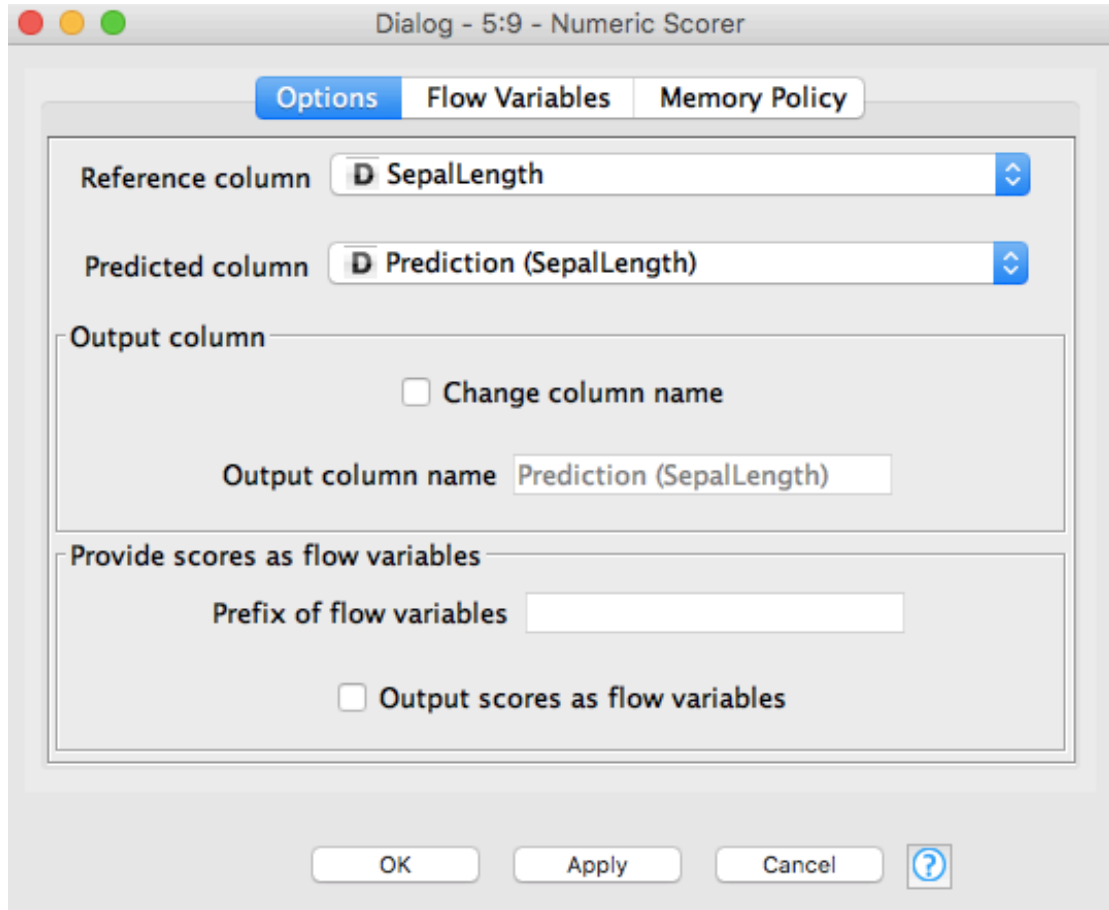 Dialog - 5:9 - Numeric Scorer
Options Flow Variables Memory Policy
Reference column D SepalLength
Predicted column D Prediction (SepalLength)
Output column
Change column name
Output column name Prediction (SepalLength)
Provide scores as flow variables
Prefix of flow variables
Output scores as flow variables
OK Apply Cancel ?